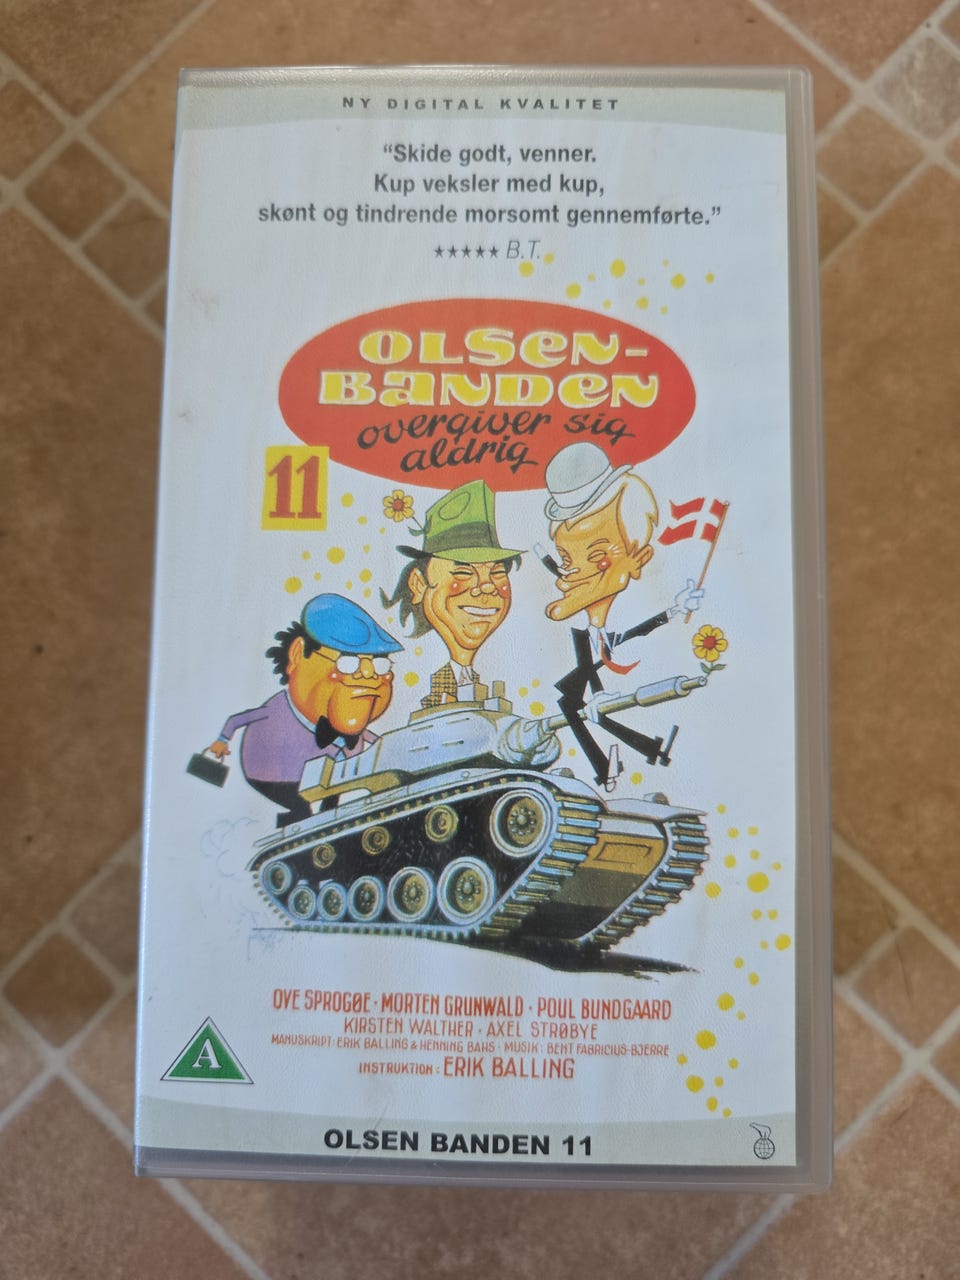 NY DIGITAL KVALITET
“Skide godt, venner.
Kup veksler med kup,
skønt og tindrende morsomt gennemførte.”
★★★★★ B.T.
OLSEN-
BANDEN
overgiver sig
aldrig
11
OVE SPROGØE · MORTEN GRUNWALD · POUL BUNDGAARD
KIRSTEN WALTHER · AXEL STRØBYE
MANUSKRIPT: ERIK BALLING & HENNING BAHS · MUSIK: BENT FABRICIUS-BJERRE
INSTRUKTION: ERIK BALLING
A
OLSEN BANDEN 11